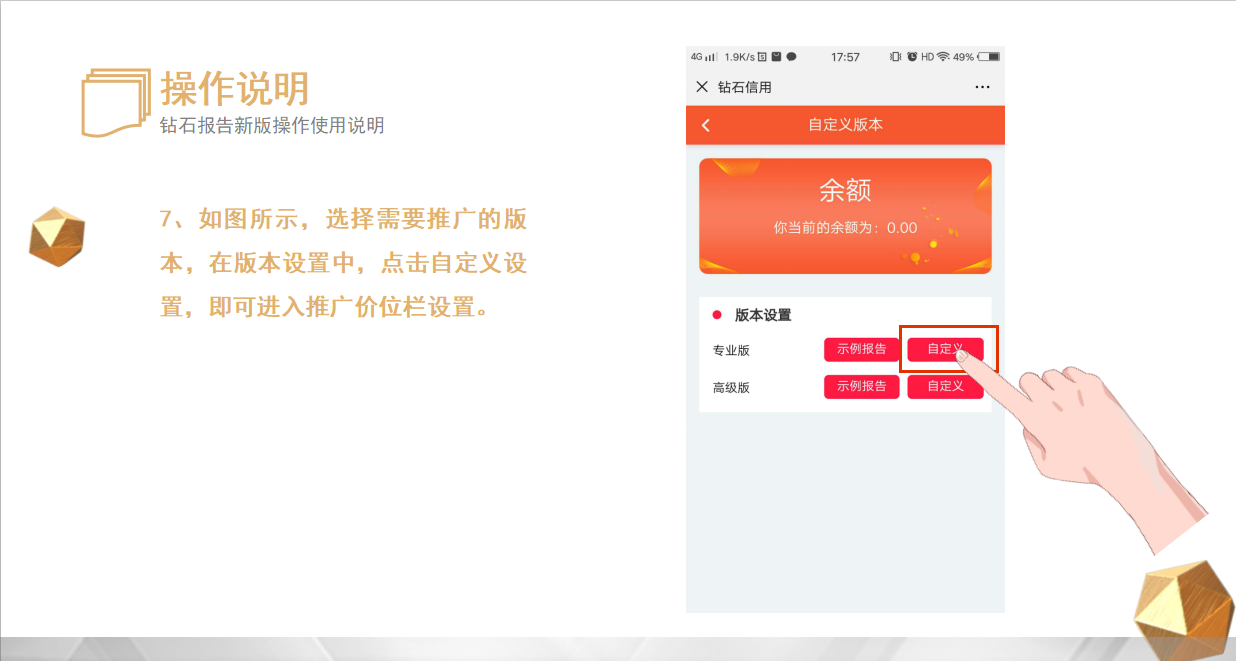 操作说明
钻石报告新版操作使用说明
7、如图所示，选择需要推广的版
本，在版本设置中，点击自定义设
置，即可进入推广价位栏设置。
4G 1.9K/s 17:57 HD 49%
钻石信用
自定义版本
余额
你当前的余额为：0.00
版本设置
专业版 示例报告 自定义
高级版 示例报告 自定义